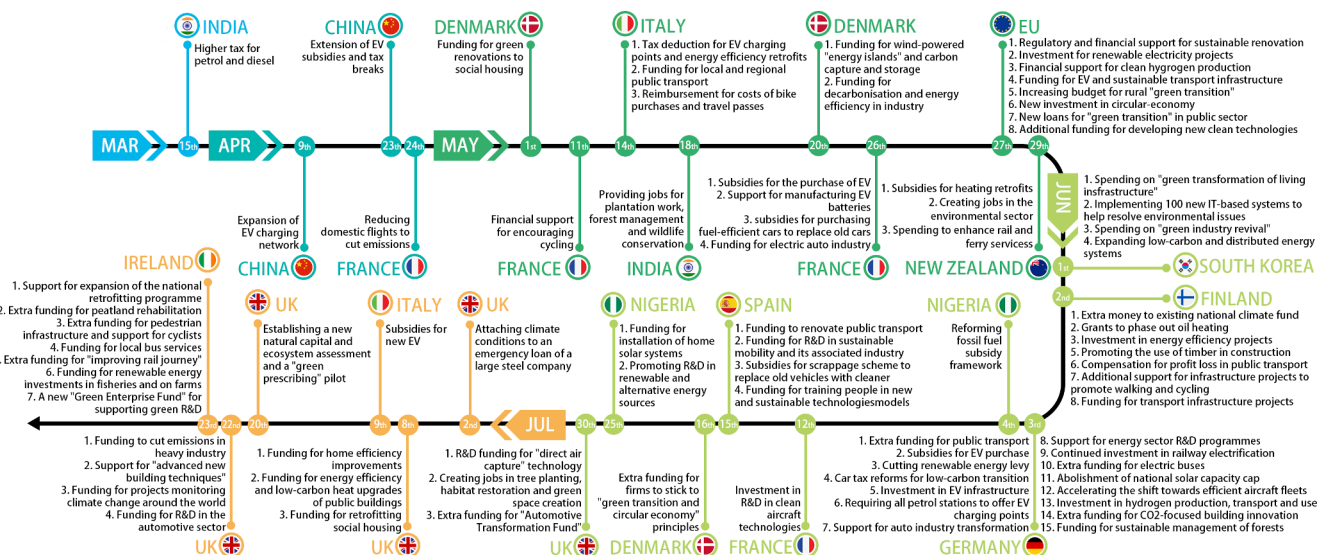 INDIA
Higher tax for
petrol and diesel
CHINA
Extension of EV
subsidies and tax
breaks
DENMARK
Funding for green
renovations to
social housing
ITALY
1. Tax deduction for EV charging
points and energy efficiency retrofits
2. Funding for local and regional
public transport
3. Reimbursement for costs of bike
purchases and travel passes
DENMARK
1. Funding for wind-powered
"energy islands" and carbon
capture and storage
2. Funding for
decarbonisation and energy
efficiency in industry
EU
1. Regulatory and financial support for sustainable renovation
2. Investment for renewable electricity projects
3. Financial support for clean hydrogen production
4. Funding for EV and sustainable transport infrastructure
5. Increasing budget for rural "green transition"
6. New investment in circular-economy
7. New loans for "green transition" in public sector
8. Additional funding for developing new clean technologies
MAR
15th
APR
9th
23th
24th
MAY
1st
11th
14th
18th
20th
26th
27th
29th
JUN
Expansion of
EV charging
network
CHINA
Reducing
domestic flights to
cut emissions
FRANCE
Financial support
for encouraging
cycling
FRANCE
Providing jobs for
plantation work,
forest management
and wildlife
conservation
INDIA
1. Subsidies for the purchase of EV
2. Support for manufacturing EV
batteries
3. subsidies for purchasing
fuel-efficient cars to replace old cars
4. Funding for electric auto industry
FRANCE
1. Subsidies for heating retrofits
2. Creating jobs in the
environmental sector
3. Spending to enhance rail and
ferry servicess
NEW ZEALAND
1. Spending on "green transformation of living
insfrastructure"
2. Implementing 100 new IT-based systems to
help resolve environmental issues
3. Spending on "green industry revival"
4. Expanding low-carbon and distributed energy
systems
1st
SOUTH KOREA
2nd
FINLAND
1. Extra money to existing national climate fund
2. Grants to phase out oil heating
3. Investment in energy efficiency projects
5. Promoting the use of timber in construction
6. Compensation for profit loss in public transport
7. Additional support for infrastructure projects to
promote walking and cycling
8. Funding for transport infrastructure projects
IRELAND
1. Support for expansion of the national
retrofitting programme
2. Extra funding for peatland rehabilitation
3. Extra funding for pedestrian
infrastructure and support for cyclists
4. Funding for local bus services
Extra funding for "improving rail journey"
6. Funding for renewable energy
investments in fisheries and on farms
7. A new "Green Enterprise Fund" for
supporting green R&D
UK
Establishing a new
natural capital and
ecosystem assessment
and a "green
prescribing" pilot
ITALY
Subsidies for
new EV
UK
Attaching climate
conditions to an
emergency loan of a
large steel company
NIGERIA
1. Funding for
installation of home
solar systems
2. Promoting R&D in
renewable and
alternative energy
sources
SPAIN
1. Funding to renovate public transport
2. Funding for R&D in sustainable
mobility and its associated industry
3. Subsidies for scrappage scheme to
replace old vehicles with cleaner
4. Funding for training people in new
and sustainable technologiesmodels
NIGERIA
Reforming
fossil fuel
subsidy
framework
23rd
22nd
20th
9th
8th
2nd
JUL
30th
25th
16th
15th
12th
4th
3rd
1. Funding to cut emissions in
heavy industry
2. Support for "advanced new
building techniques"
3. Funding for projects monitoring
climate change around the world
4. Funding for R&D in the
automotive sector
UK
1. Funding for home efficiency
improvements
2. Funding for energy efficiency
and low-carbon heat upgrades
of public buildings
3. Funding for retrofitting
social housing
UK
1. R&D funding for "direct air
capture" technology
2. Creating jobs in tree planting,
habitat restoration and green
space creation
3. Extra funding for "Automotive
Transformation Fund"
UK
Extra funding for
firms to stick to
"green transition and
circular economy"
principles
DENMARK
Investment in
R&D in clean
aircraft
technologies
FRANCE
1. Extra funding for public transport
2. Subsidies for EV purchase
3. Cutting renewable energy levy
4. Car tax reforms for low-carbon transition
5. Investment in EV infrastructure
6. Requiring all petrol stations to offer EV
charging points
7. Support for auto industry transformation
GERMANY
8. Support for energy sector R&D programmes
9. Continued investment in railway electrification
10. Extra funding for electric buses
11. Abolishment of national solar capacity cap
12. Accelerating the shift towards efficient aircraft fleets
13. Investment in hydrogen production, transport and use
14. Extra funding for CO2-focused building innovation
15. Funding for sustainable management of forests